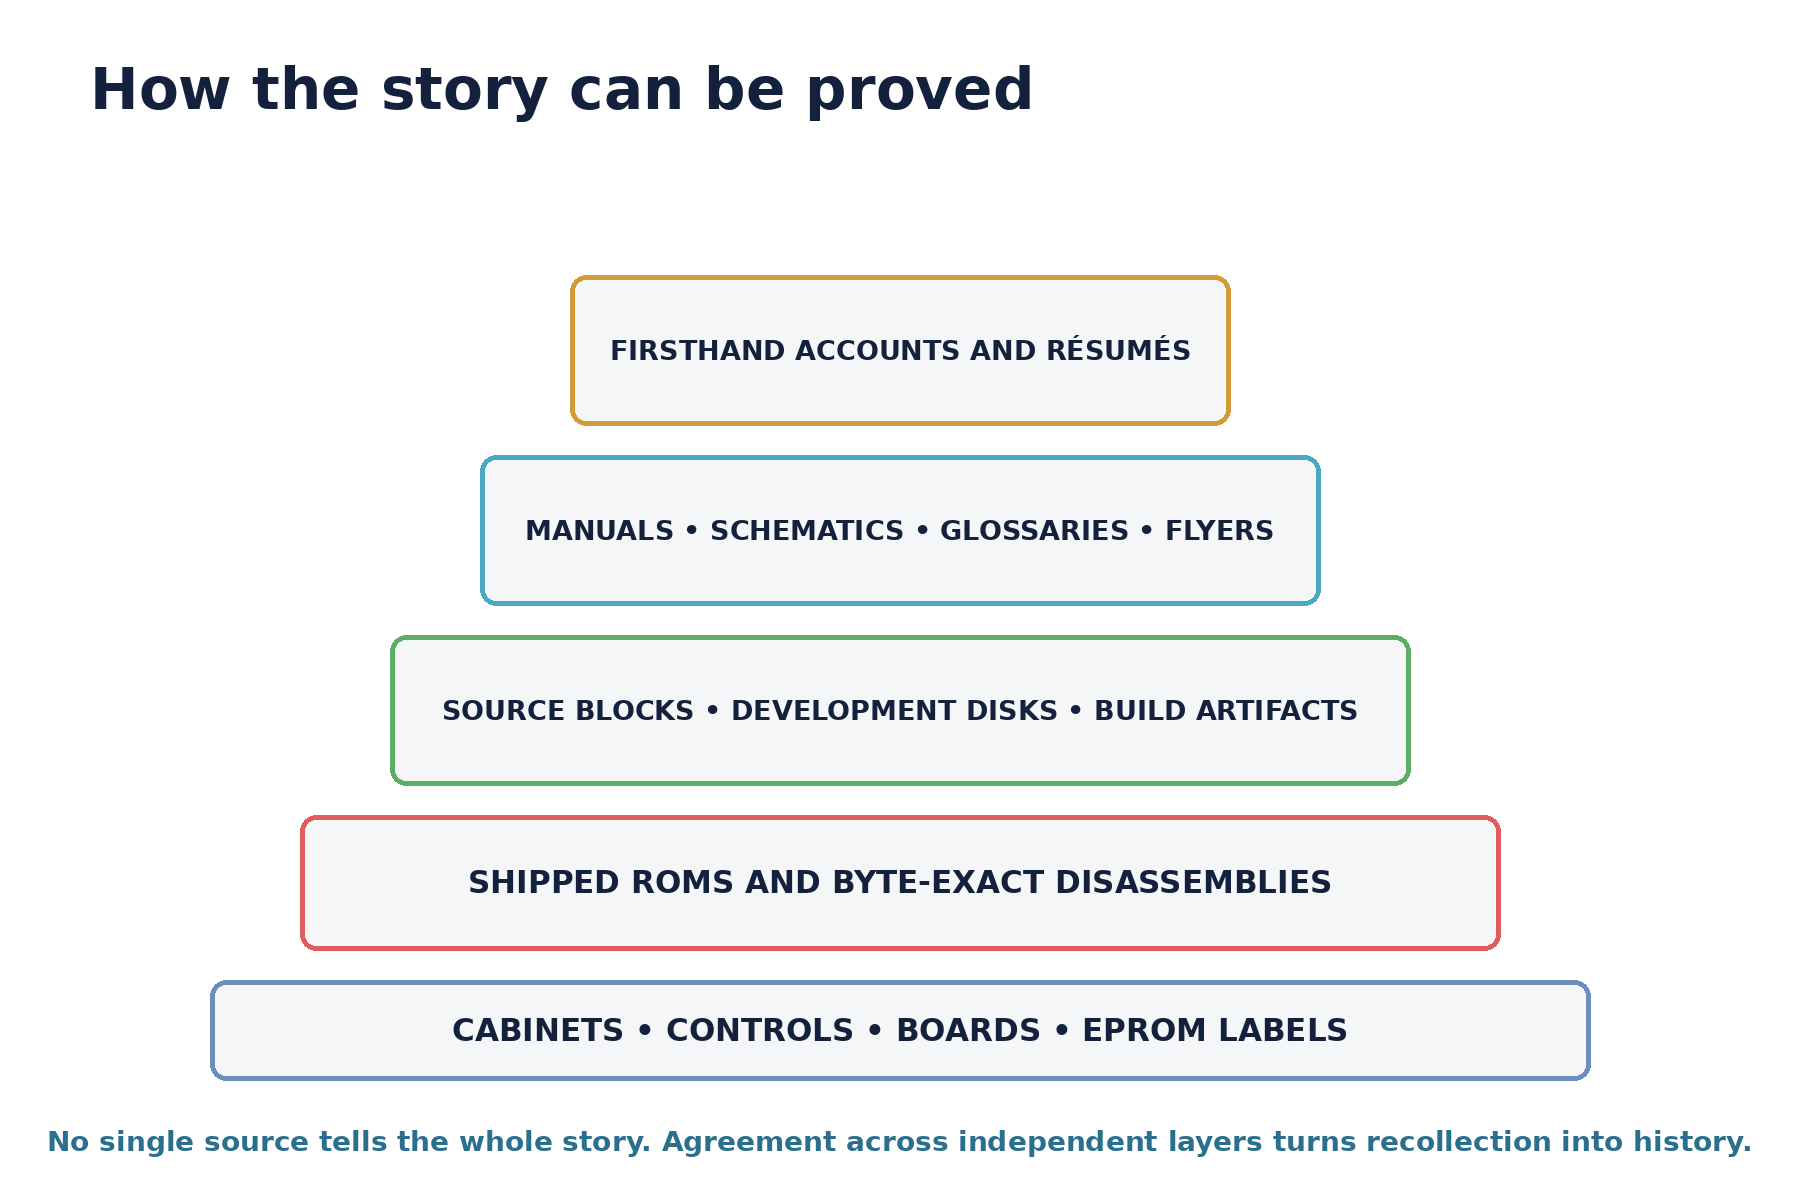 How the story can be proved
FIRSTHAND ACCOUNTS AND RÉSUMÉS
MANUALS • SCHEMATICS • GLOSSARIES • FLYERS
SOURCE BLOCKS • DEVELOPMENT DISKS • BUILD ARTIFACTS
SHIPPED ROMS AND BYTE-EXACT DISASSEMBLIES
CABINETS • CONTROLS • BOARDS • EPROM LABELS
No single source tells the whole story. Agreement across independent layers turns recollection into history.